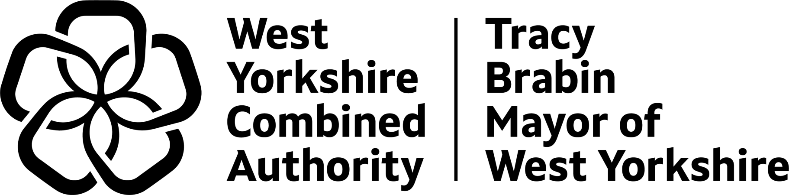 West
Yorkshire
Combined
Authority
Tracy
Brabin
Mayor of
West Yorkshire